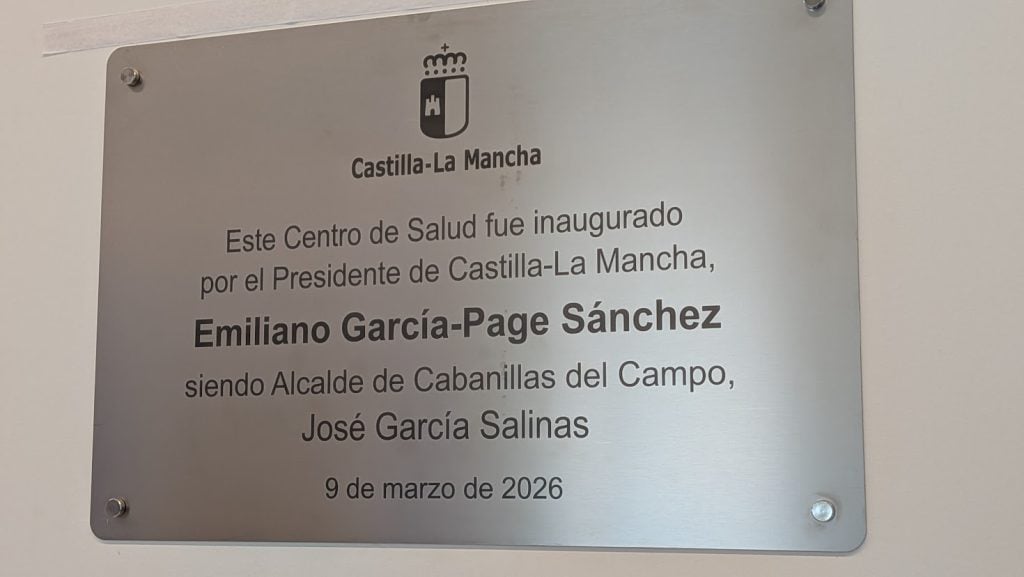 Castilla-La Mancha
Este Centro de Salud fue inaugurado
por el Presidente de Castilla-La Mancha,
Emiliano García-Page Sánchez
siendo Alcalde de Cabanillas del Campo,
José García Salinas
9 de marzo de 2026